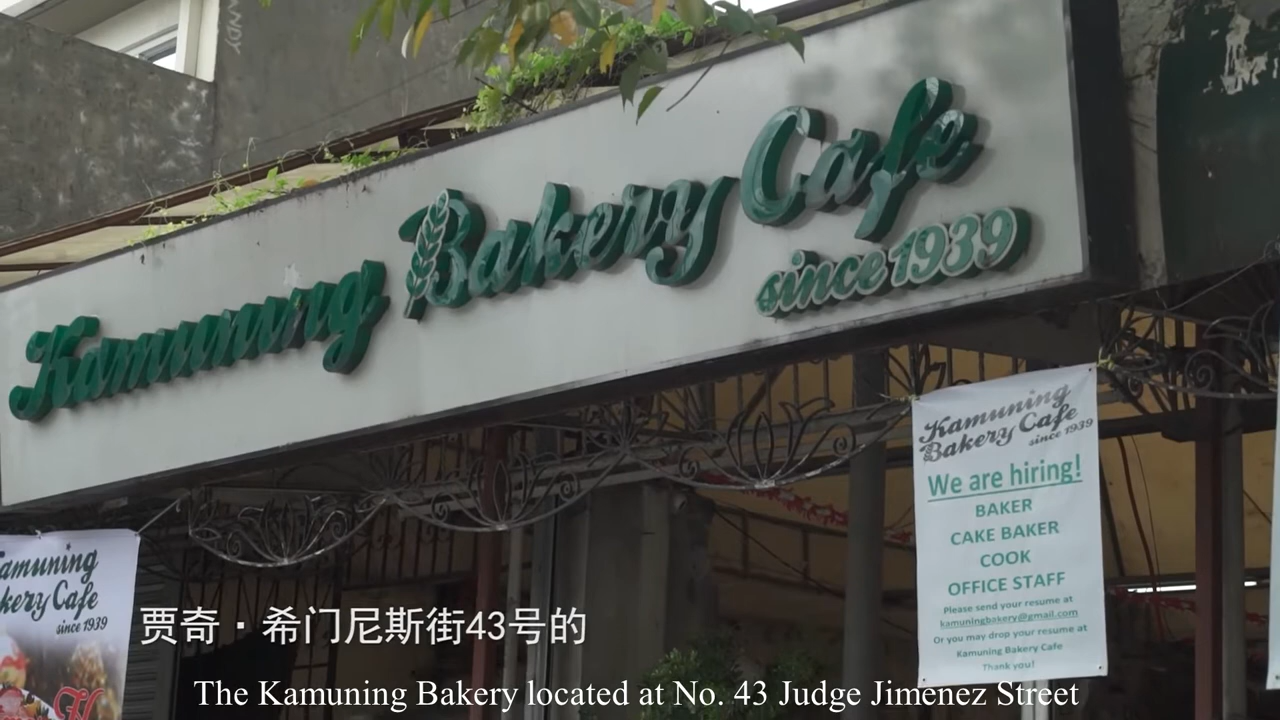 ANDY
Kamuning Bakery Cafe
since 1939
Kamuning
Bakery Cafe
since 1939
We are hiring!
BAKER
CAKE BAKER
COOK
OFFICE STAFF
Please send your resume at
kamuningbakery@gmail.com
Or you may drop your resume at
Kamuning Bakery Cafe
Thank you!
amuning
kery Cafe
since 1939
贾奇·希门尼斯街43号的
The Kamuning Bakery located at No. 43 Judge Jimenez Street